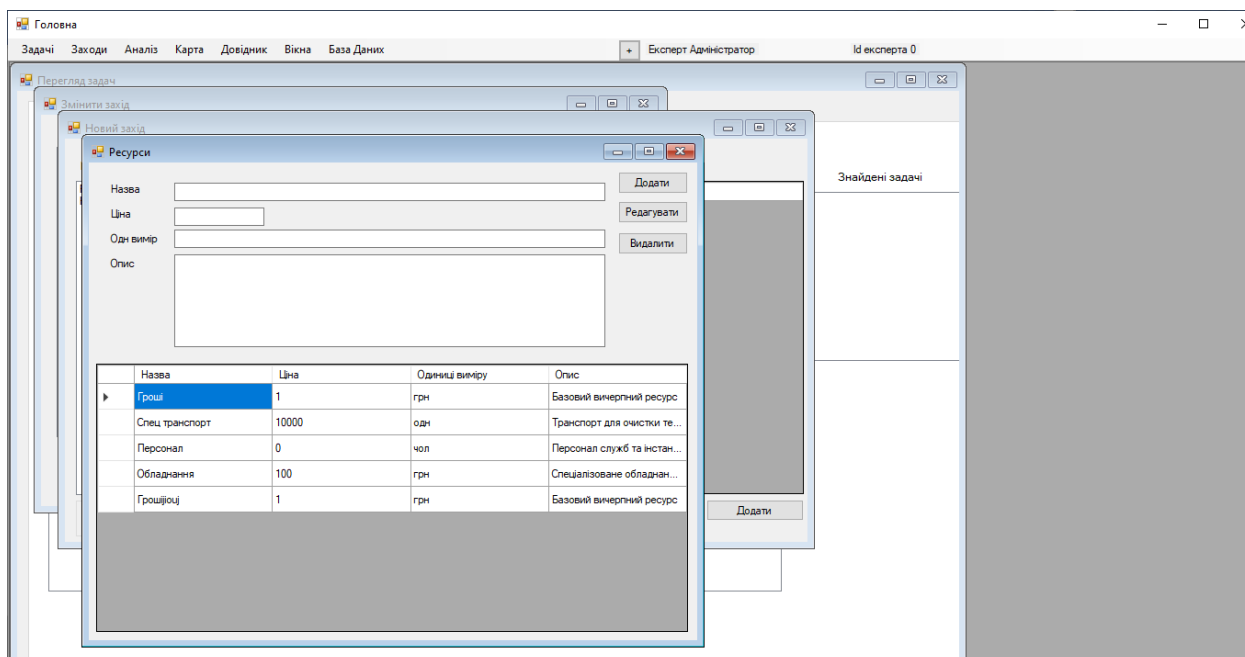 Головна
Задачі Заходи Аналіз Карта Довідник Вікна База Даних + Експерт Адміністратор Id експерта 0
Перегляд задач
Змінити захід
Новий захід
Ресурси
Знайдені задачі
Назва Додати
Ціна Редагувати
Одн вимір Видалити
Опис
Назва Ціна Одиниці виміру Опис
Гроші 1 грн Базовий вичерпний ресурс
Спец транспорт 10000 одн Транспорт для очистки те...
Персонал 0 чол Персонал служб та інстан...
Обладнання 100 грн Спеціалізоване обладнан...
Грошіjіоцj 1 грн Базовий вичерпний ресурс
Додати